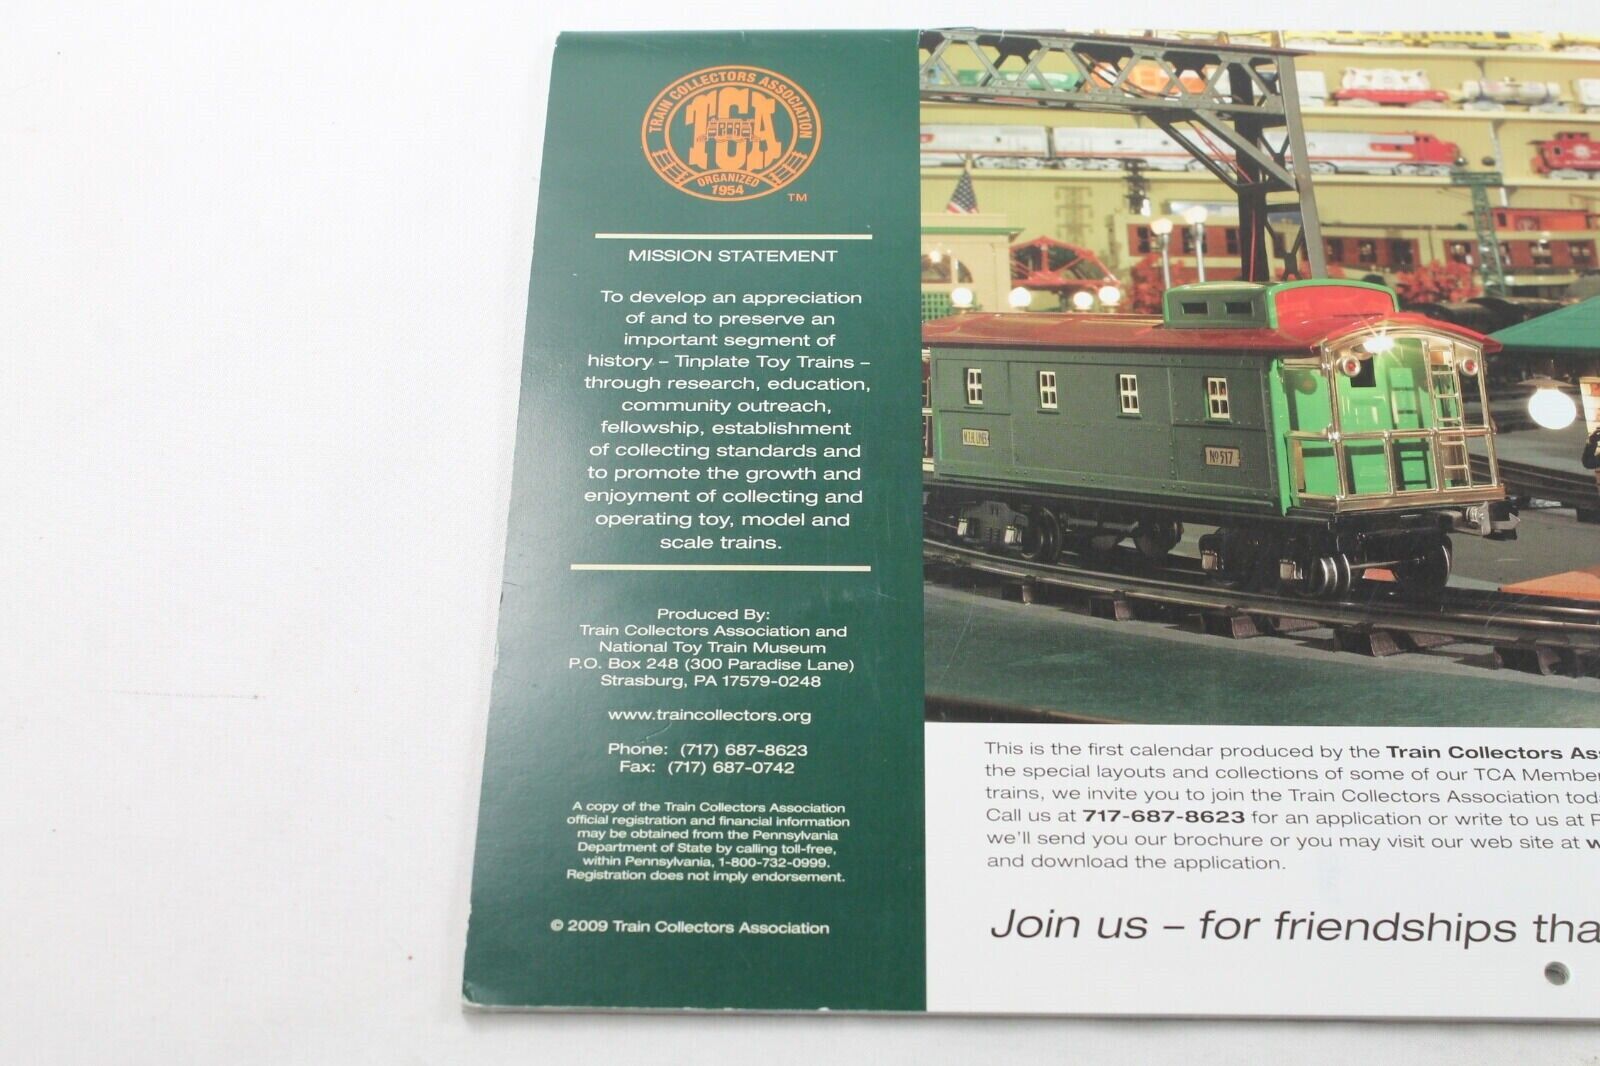 TRAIN COLLECTORS ASSOCIATION
TCA
ORGANIZED
1954
TM
MISSION STATEMENT
To develop an appreciation
of and to preserve an
important segment of
history – Tinplate Toy Trains –
through research, education,
community outreach,
fellowship, establishment
of collecting standards and
to promote the growth and
enjoyment of collecting and
operating toy, model and
scale trains.
Produced By:
Train Collectors Association and
National Toy Train Museum
P.O. Box 248 (300 Paradise Lane)
Strasburg, PA 17579-0248
www.traincollectors.org
Phone: (717) 687-8623
Fax: (717) 687-0742
A copy of the Train Collectors Association
official registration and financial information
may be obtained from the Pennsylvania
Department of State by calling toll-free,
within Pennsylvania, 1-800-732-0999.
Registration does not imply endorsement.
© 2009 Train Collectors Association
No 517
This is the first calendar produced by the Train Collectors As
the special layouts and collections of some of our TCA Member
trains, we invite you to join the Train Collectors Association tod
Call us at 717-687-8623 for an application or write to us at P
we'll send you our brochure or you may visit our web site at w
and download the application.
Join us – for friendships tha